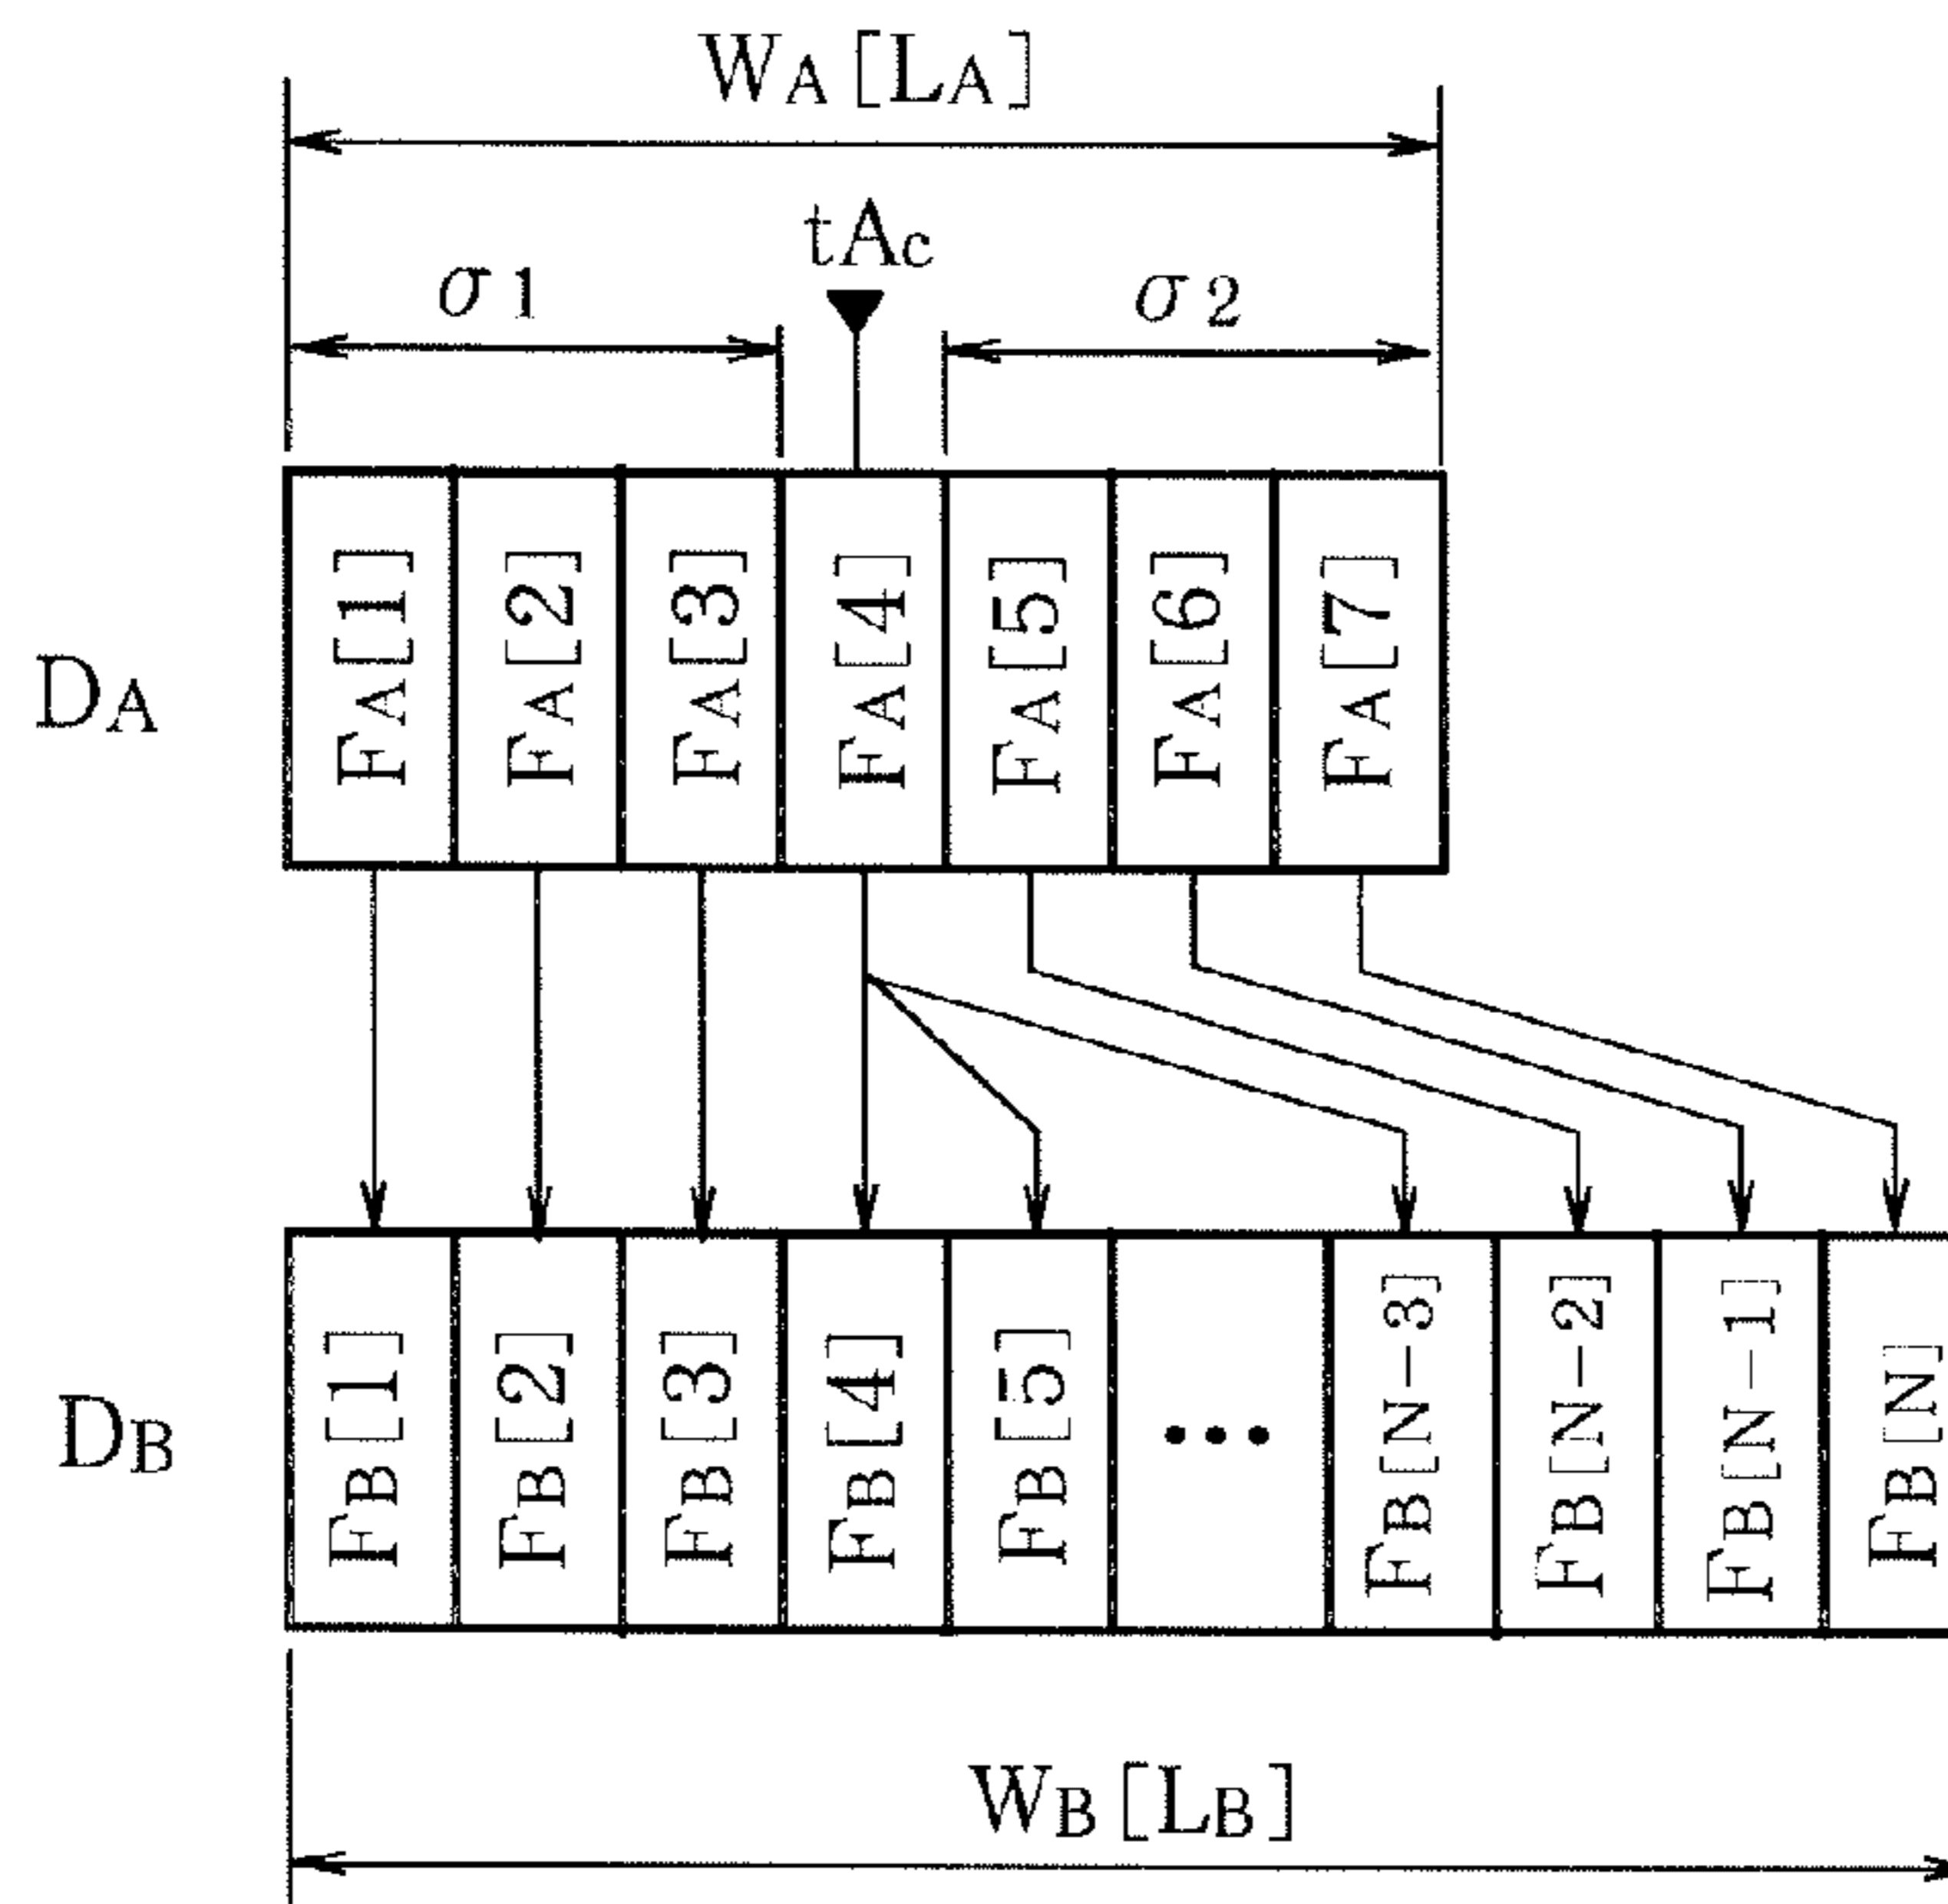 WA[LA]
tAc
σ1 σ2
DA FA[1] FA[2] FA[3] FA[4] FA[5] FA[6] FA[7]
DB FB[1] FB[2] FB[3] FB[4] FB[5] ••• FB[N-3] FB[N-2] FB[N-1] FB[N]
WB[LB]